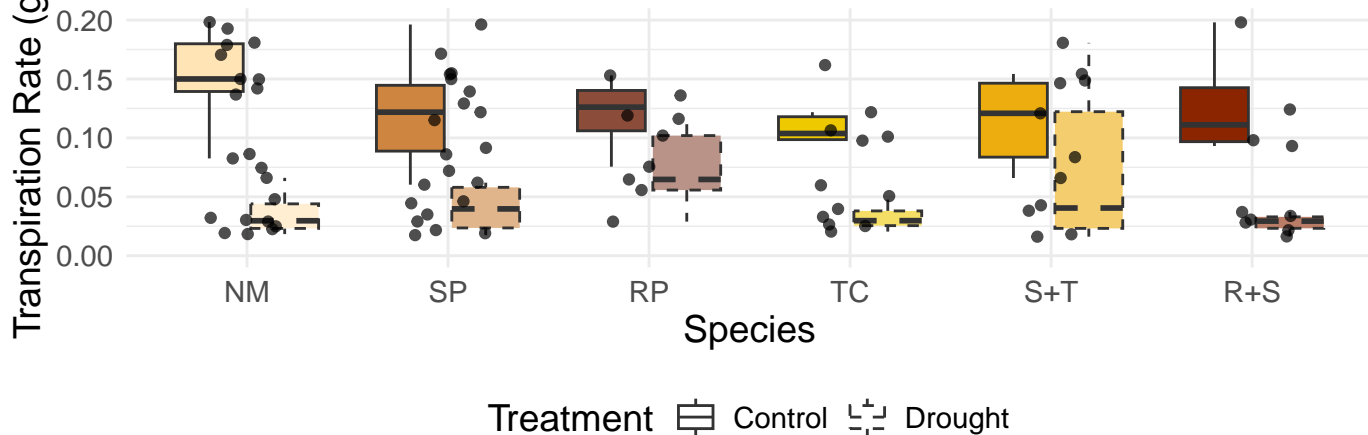 Transpiration Rate (g
0.20
0.15
0.10
0.05
0.00
NM SP RP TC S+T R+S
Species
Treatment Control Drought